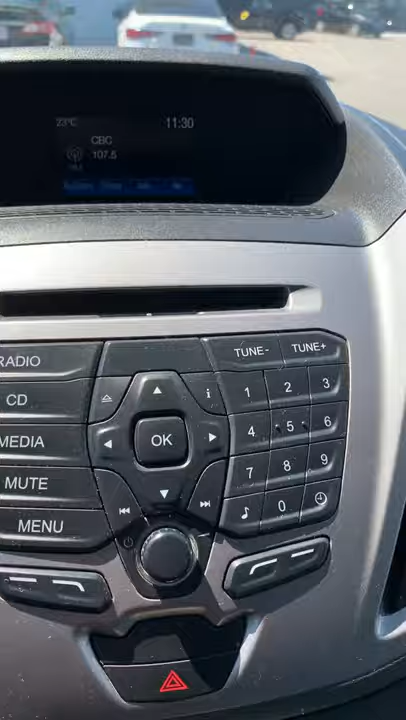 23°C 11:30
CBC
107.5
TUNE- TUNE+
RADIO
CD
MEDIA
MUTE
MENU
i
OK
1 2 3
4 5 6
7 8 9
0